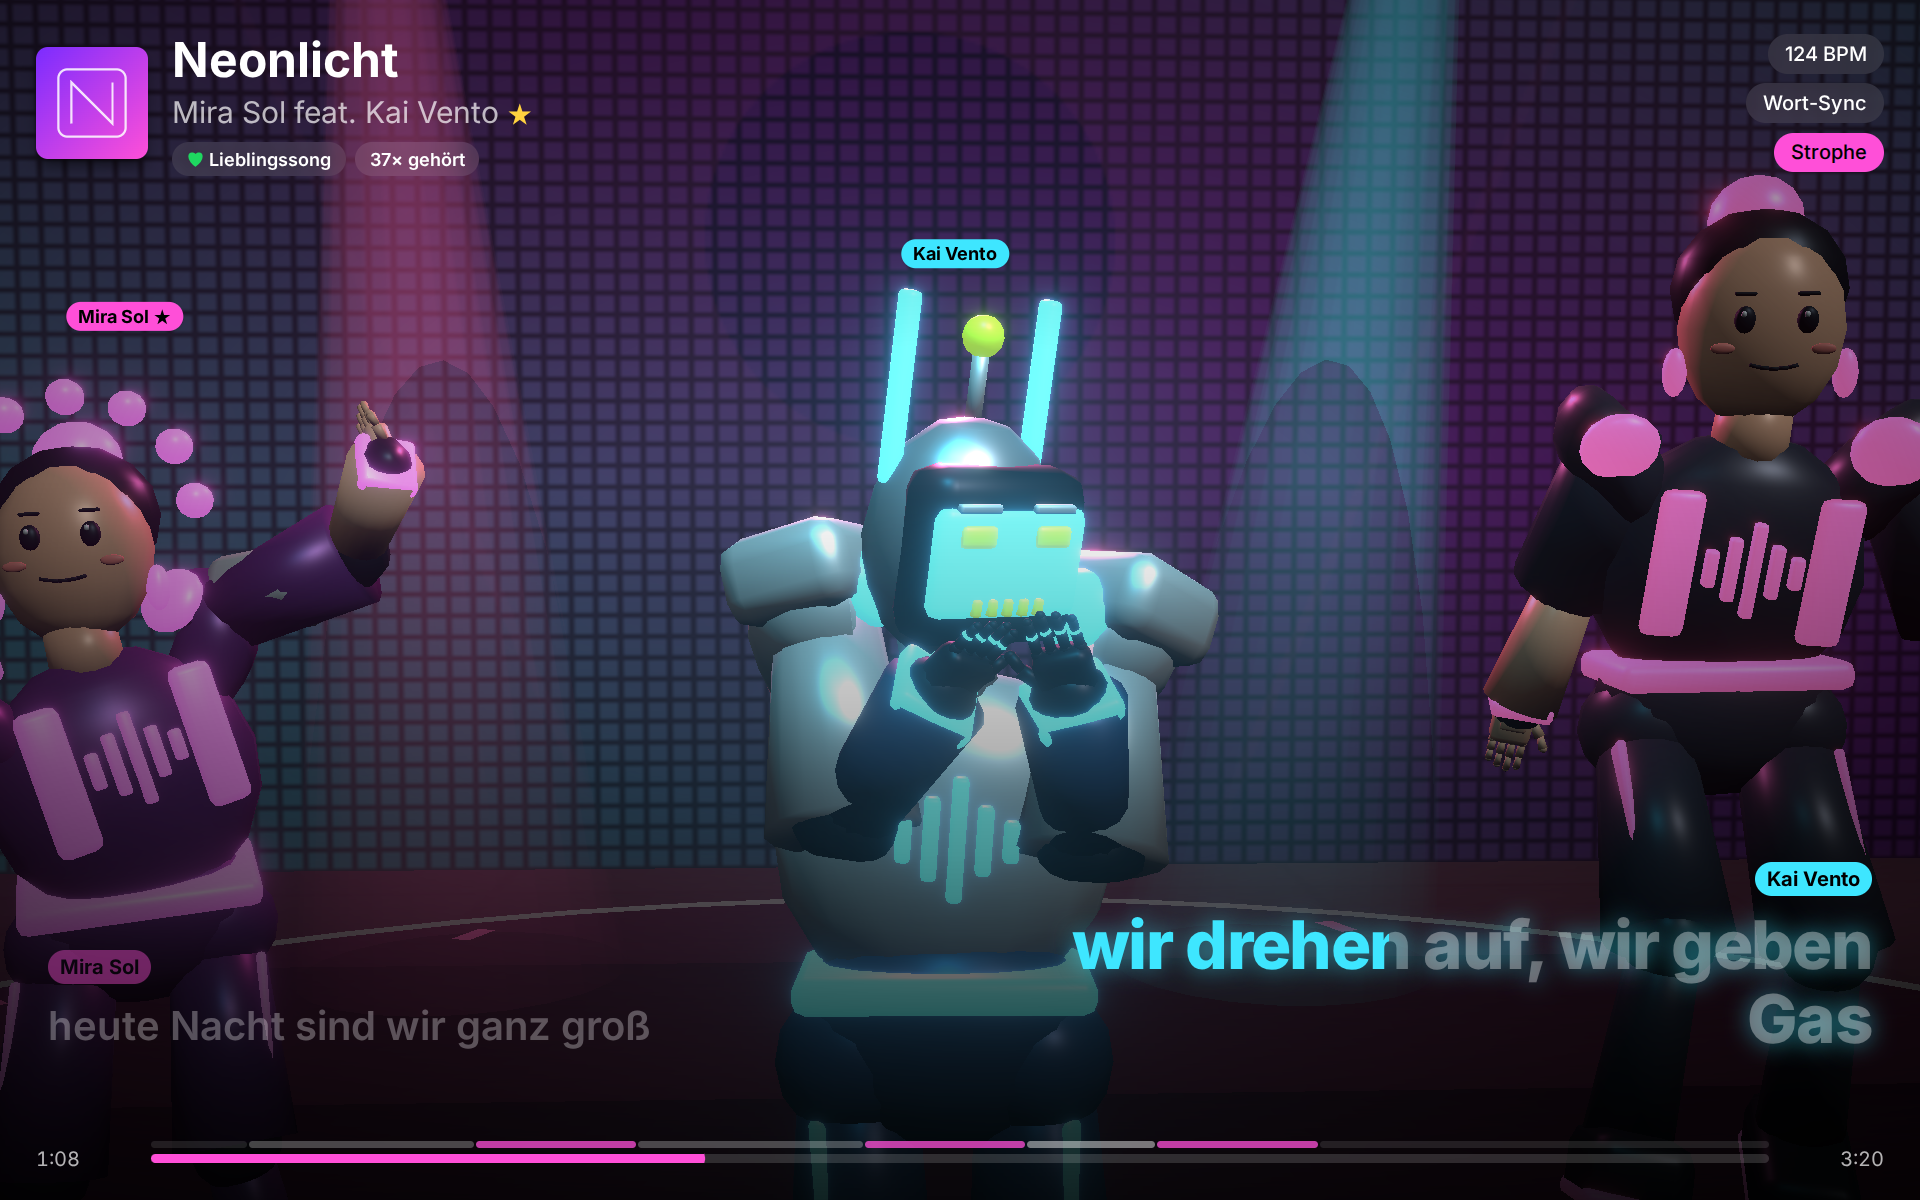 N
Neonlicht
Mira Sol feat. Kai Vento ★
Lieblingssong
37× gehört
124 BPM
Wort-Sync
Strophe
Kai Vento
Mira Sol ★
Kai Vento
wir drehen auf, wir geben
Gas
Mira Sol
heute Nacht sind wir ganz groß
1:08
3:20